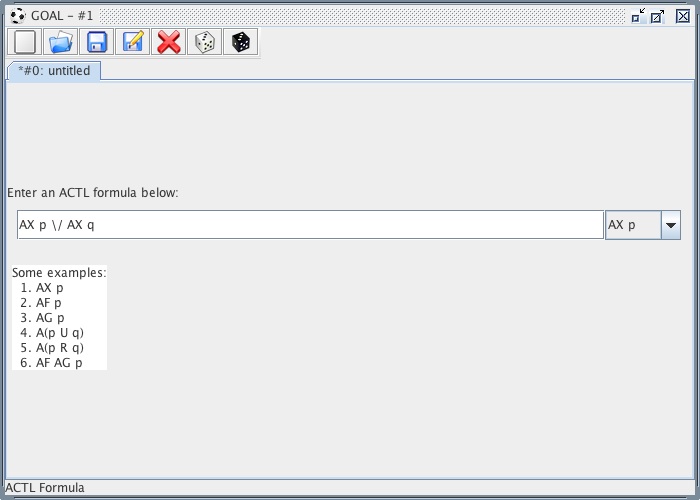 GOAL – #1
*#0: untitled
Enter an ACTL formula below:
AX p \/ AX q
AX p
Some examples:
1. AX p
2. AF p
3. AG p
4. A(p U q)
5. A(p R q)
6. AF AG p
ACTL Formula